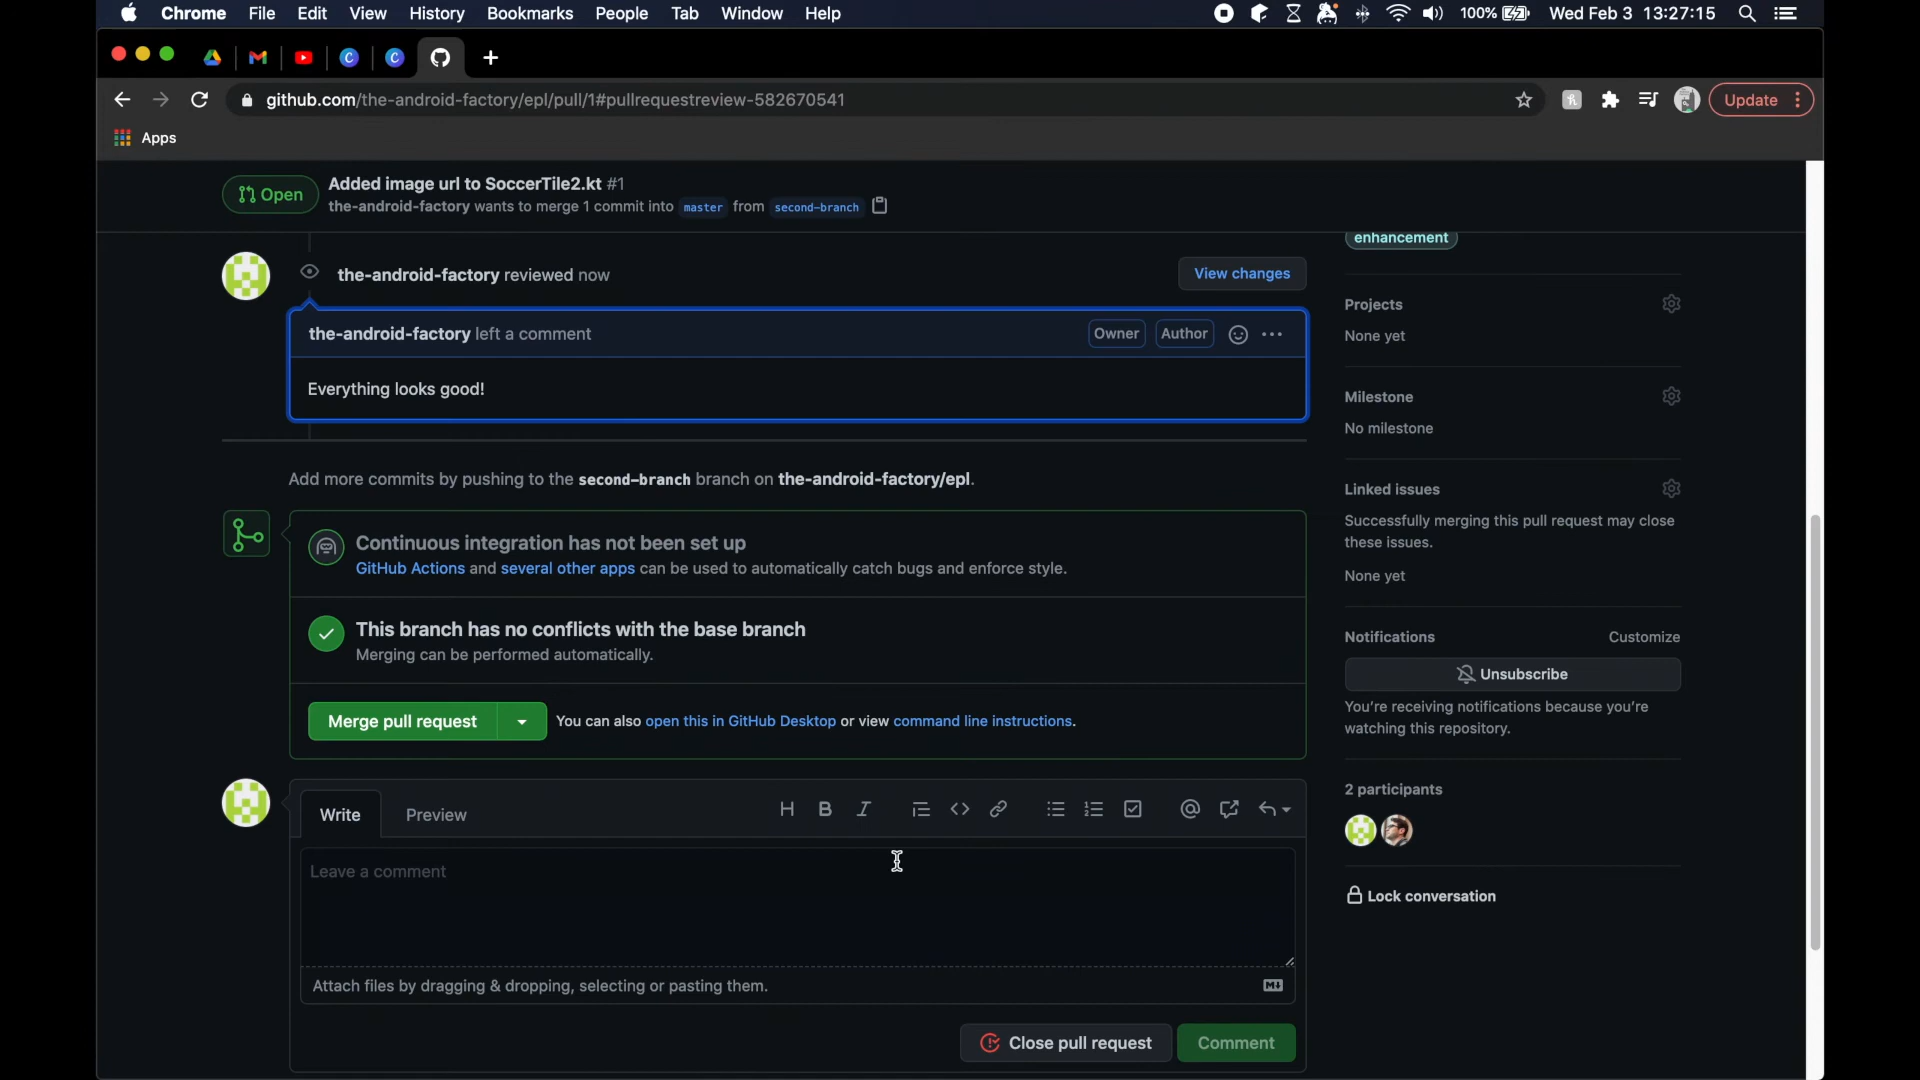 Chrome File Edit View History Bookmarks People Tab Window Help 100% Wed Feb 3 13:27:15
github.com/the-android-factory/epl/pull/1#pullrequestreview-582670541 Update
Apps
Open
Added image url to SoccerTile2.kt #1
the-android-factory wants to merge 1 commit into master from second-branch
enhancement
the-android-factory reviewed now View changes
the-android-factory left a comment Owner Author
Everything looks good!
Add more commits by pushing to the second-branch branch on the-android-factory/epl.
Continuous integration has not been set up
GitHub Actions and several other apps can be used to automatically catch bugs and enforce style.
This branch has no conflicts with the base branch
Merging can be performed automatically.
Merge pull request You can also open this in GitHub Desktop or view command line instructions.
Write Preview
Leave a comment
Attach files by dragging & dropping, selecting or pasting them.
Close pull request Comment
Projects
None yet
Milestone
No milestone
Linked issues
Successfully merging this pull request may close
these issues.
None yet
Notifications Customize
Unsubscribe
You're receiving notifications because you're
watching this repository.
2 participants
Lock conversation